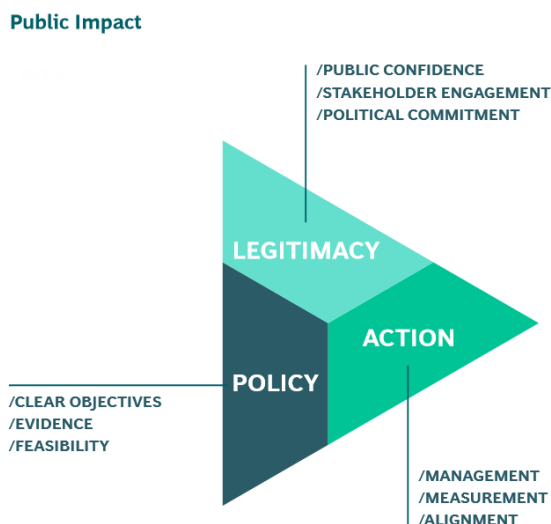 Public Impact
/PUBLIC CONFIDENCE
/STAKEHOLDER ENGAGEMENT
/POLITICAL COMMITMENT
LEGITIMACY
ACTION
POLICY
/CLEAR OBJECTIVES
/EVIDENCE
/FEASIBILITY
/MANAGEMENT
/MEASUREMENT
/ALIGNMENT